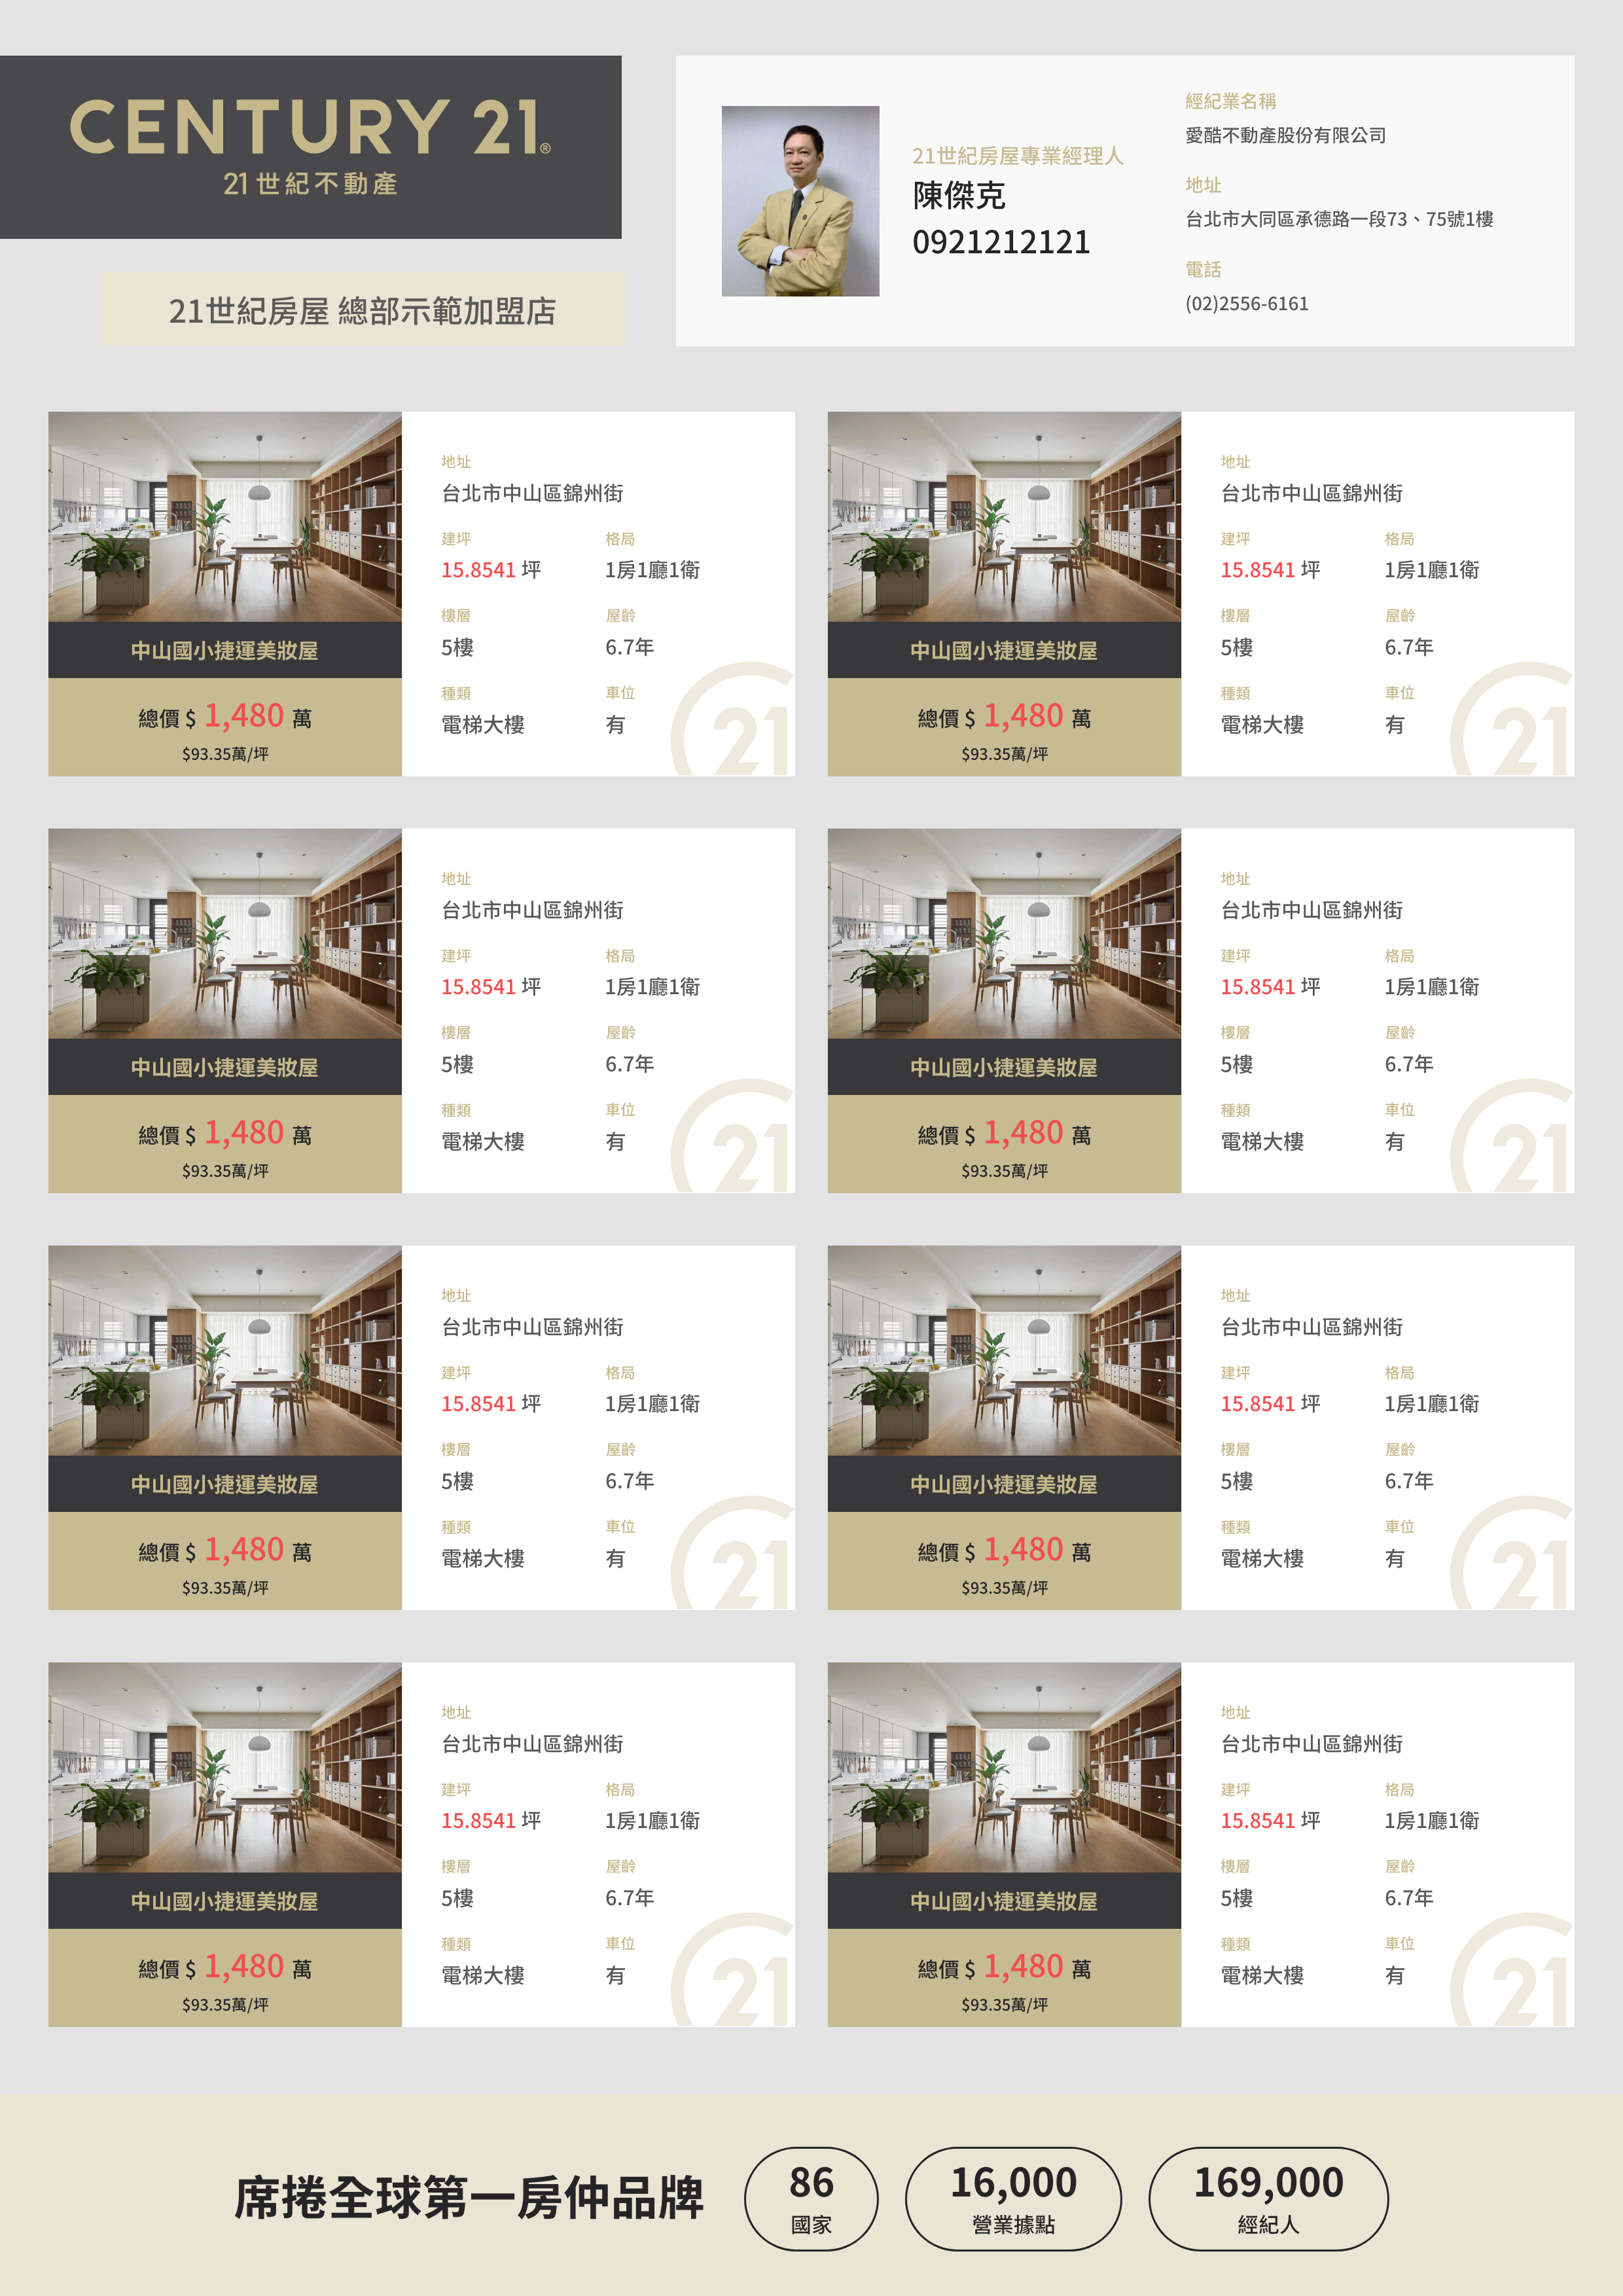 CENTURY 21®
21世紀不動產
21世紀房屋 總部示範加盟店
21世紀房屋專業經理人
陳傑克
0921212121
經紀業名稱
愛酷不動產股份有限公司
地址
台北市大同區承德路一段73、75號1樓
電話
(02)2556-6161
中山國小捷運美妝屋
總價 $ 1,480 萬
$93.35萬/坪
地址
台北市中山區錦州街
建坪 格局
15.8541 坪 1房1廳1衛
樓層 屋齡
5樓 6.7年
種類 車位
電梯大樓 有
21
中山國小捷運美妝屋
總價 $ 1,480 萬
$93.35萬/坪
地址
台北市中山區錦州街
建坪 格局
15.8541 坪 1房1廳1衛
樓層 屋齡
5樓 6.7年
種類 車位
電梯大樓 有
21
中山國小捷運美妝屋
總價 $ 1,480 萬
$93.35萬/坪
地址
台北市中山區錦州街
建坪 格局
15.8541 坪 1房1廳1衛
樓層 屋齡
5樓 6.7年
種類 車位
電梯大樓 有
21
中山國小捷運美妝屋
總價 $ 1,480 萬
$93.35萬/坪
地址
台北市中山區錦州街
建坪 格局
15.8541 坪 1房1廳1衛
樓層 屋齡
5樓 6.7年
種類 車位
電梯大樓 有
21
中山國小捷運美妝屋
總價 $ 1,480 萬
$93.35萬/坪
地址
台北市中山區錦州街
建坪 格局
15.8541 坪 1房1廳1衛
樓層 屋齡
5樓 6.7年
種類 車位
電梯大樓 有
21
中山國小捷運美妝屋
總價 $ 1,480 萬
$93.35萬/坪
地址
台北市中山區錦州街
建坪 格局
15.8541 坪 1房1廳1衛
樓層 屋齡
5樓 6.7年
種類 車位
電梯大樓 有
21
中山國小捷運美妝屋
總價 $ 1,480 萬
$93.35萬/坪
地址
台北市中山區錦州街
建坪 格局
15.8541 坪 1房1廳1衛
樓層 屋齡
5樓 6.7年
種類 車位
電梯大樓 有
21
中山國小捷運美妝屋
總價 $ 1,480 萬
$93.35萬/坪
地址
台北市中山區錦州街
建坪 格局
15.8541 坪 1房1廳1衛
樓層 屋齡
5樓 6.7年
種類 車位
電梯大樓 有
21
席捲全球第一房仲品牌
86
國家
16,000
營業據點
169,000
經紀人